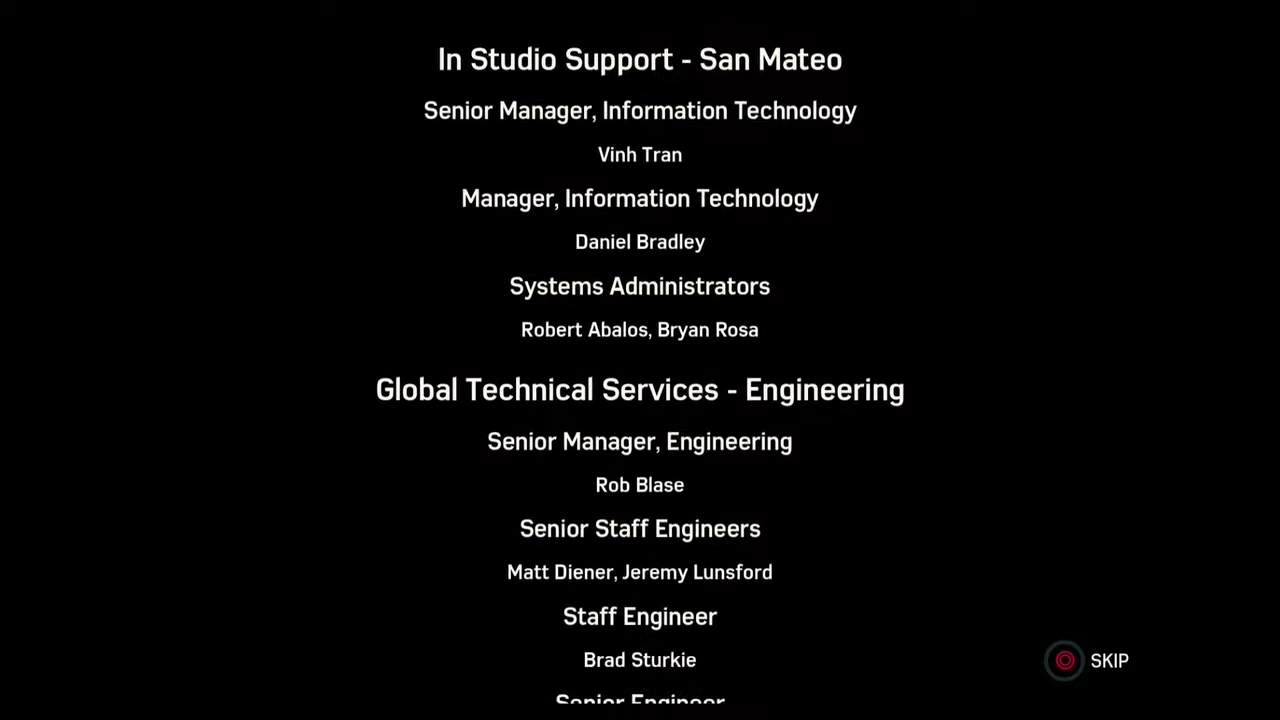 In Studio Support - San Mateo
Senior Manager, Information Technology
Vinh Tran
Manager, Information Technology
Daniel Bradley
Systems Administrators
Robert Abalos, Bryan Rosa
Global Technical Services - Engineering
Senior Manager, Engineering
Rob Blase
Senior Staff Engineers
Matt Diener, Jeremy Lunsford
Staff Engineer
Brad Sturkie
SKIP
Senior Engineer